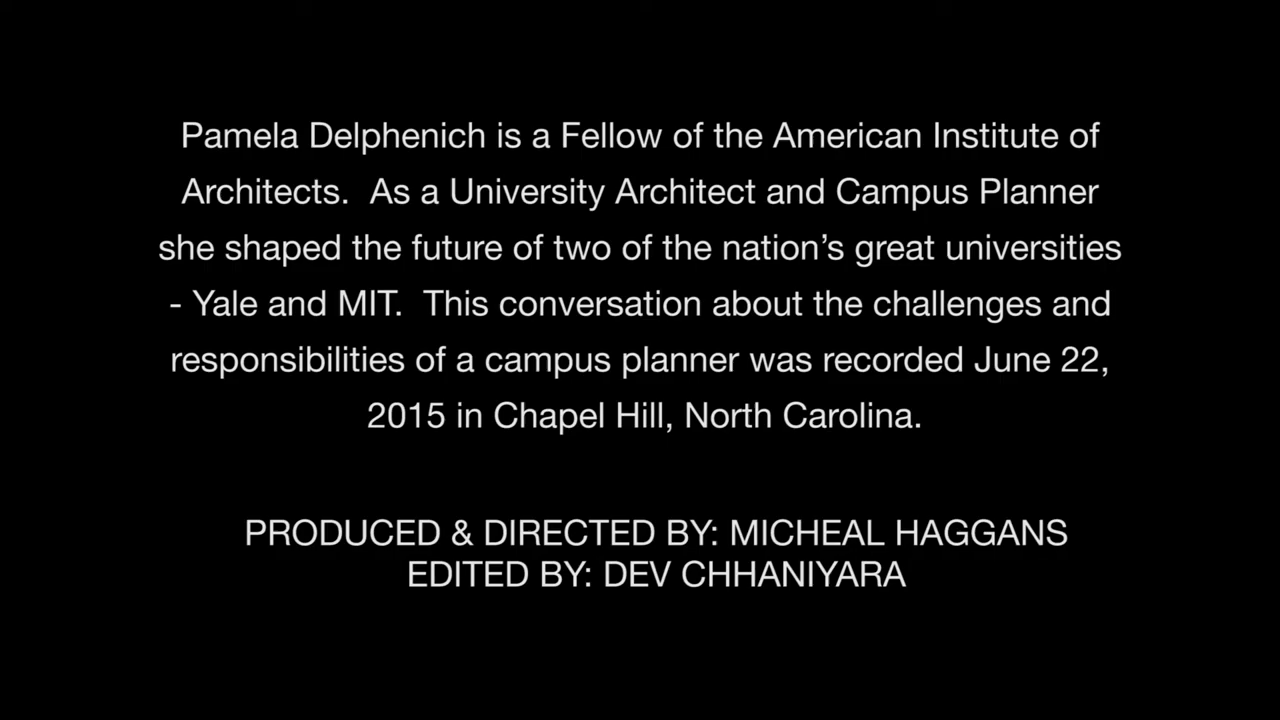 Pamela Delphenich is a Fellow of the American Institute of
Architects.  As a University Architect and Campus Planner
she shaped the future of two of the nation’s great universities
- Yale and MIT.  This conversation about the challenges and
responsibilities of a campus planner was recorded June 22,
2015 in Chapel Hill, North Carolina.
PRODUCED & DIRECTED BY: MICHEAL HAGGANS
EDITED BY: DEV CHHANIYARA